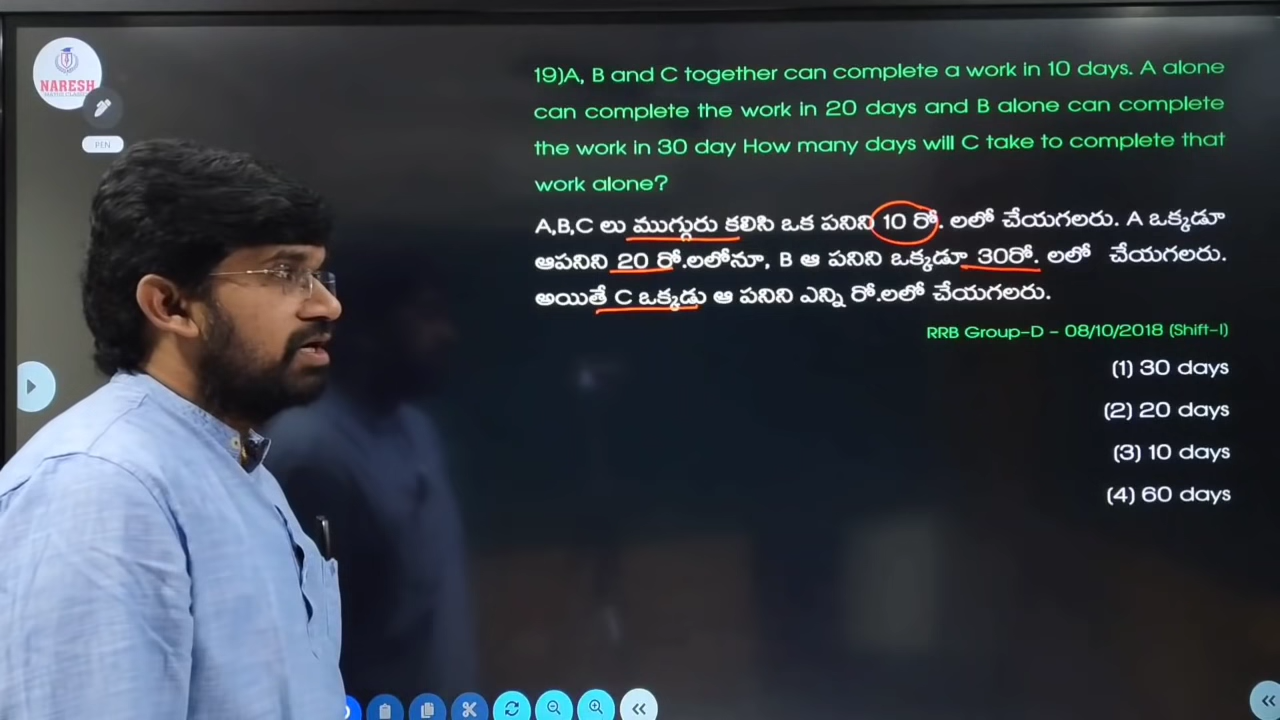 NARESH
PEN
19)A, B and C together can complete a work in 10 days. A alone
can complete the work in 20 days and B alone can complete
the work in 30 day How many days will C take to complete that
work alone?
A,B,C లు ముగ్గురు కలిసి ఒక పనిని 10 రో. లలో చేయగలరు. A ఒక్కడూ
ఆపనిని 20 రో.లలోనూ, B ఆ పనిని ఒక్కడూ 30రో. లలో చేయగలరు.
అయితే C ఒక్కడు ఆ పనిని ఎన్ని రో.లలో చేయగలరు.
RRB Group-D - 08/10/2018 (Shift-I)
(1) 30 days
(2) 20 days
(3) 10 days
(4) 60 days